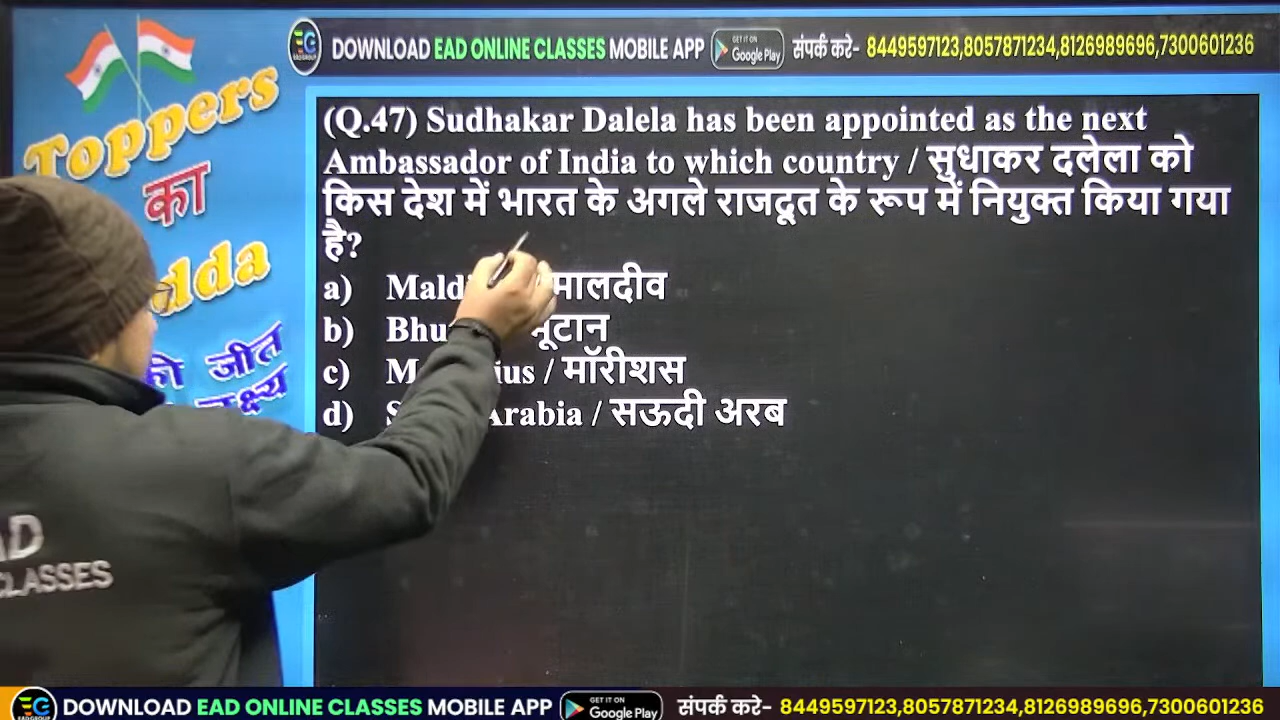 DOWNLOAD EAD ONLINE CLASSES MOBILE APP GET IT ON Google Play संपर्क करे- 8449597123,8057871234,8126989696,7300601236
Toppers
का
(Q.47) Sudhakar Dalela has been appointed as the next
Ambassador of India to which country / सुधाकर दलेला को
किस देश में भारत के अगले राजदूत के रूप में नियुक्त किया गया
है?
a) मालदीव
b)
c) / मॉरीशस
d) Arabia / सऊदी अरब
जीत
CLASSES
DOWNLOAD EAD ONLINE CLASSES MOBILE APP GET IT ON Google Play संपर्क करे- 8449597123,8057871234,8126989696,7300601236